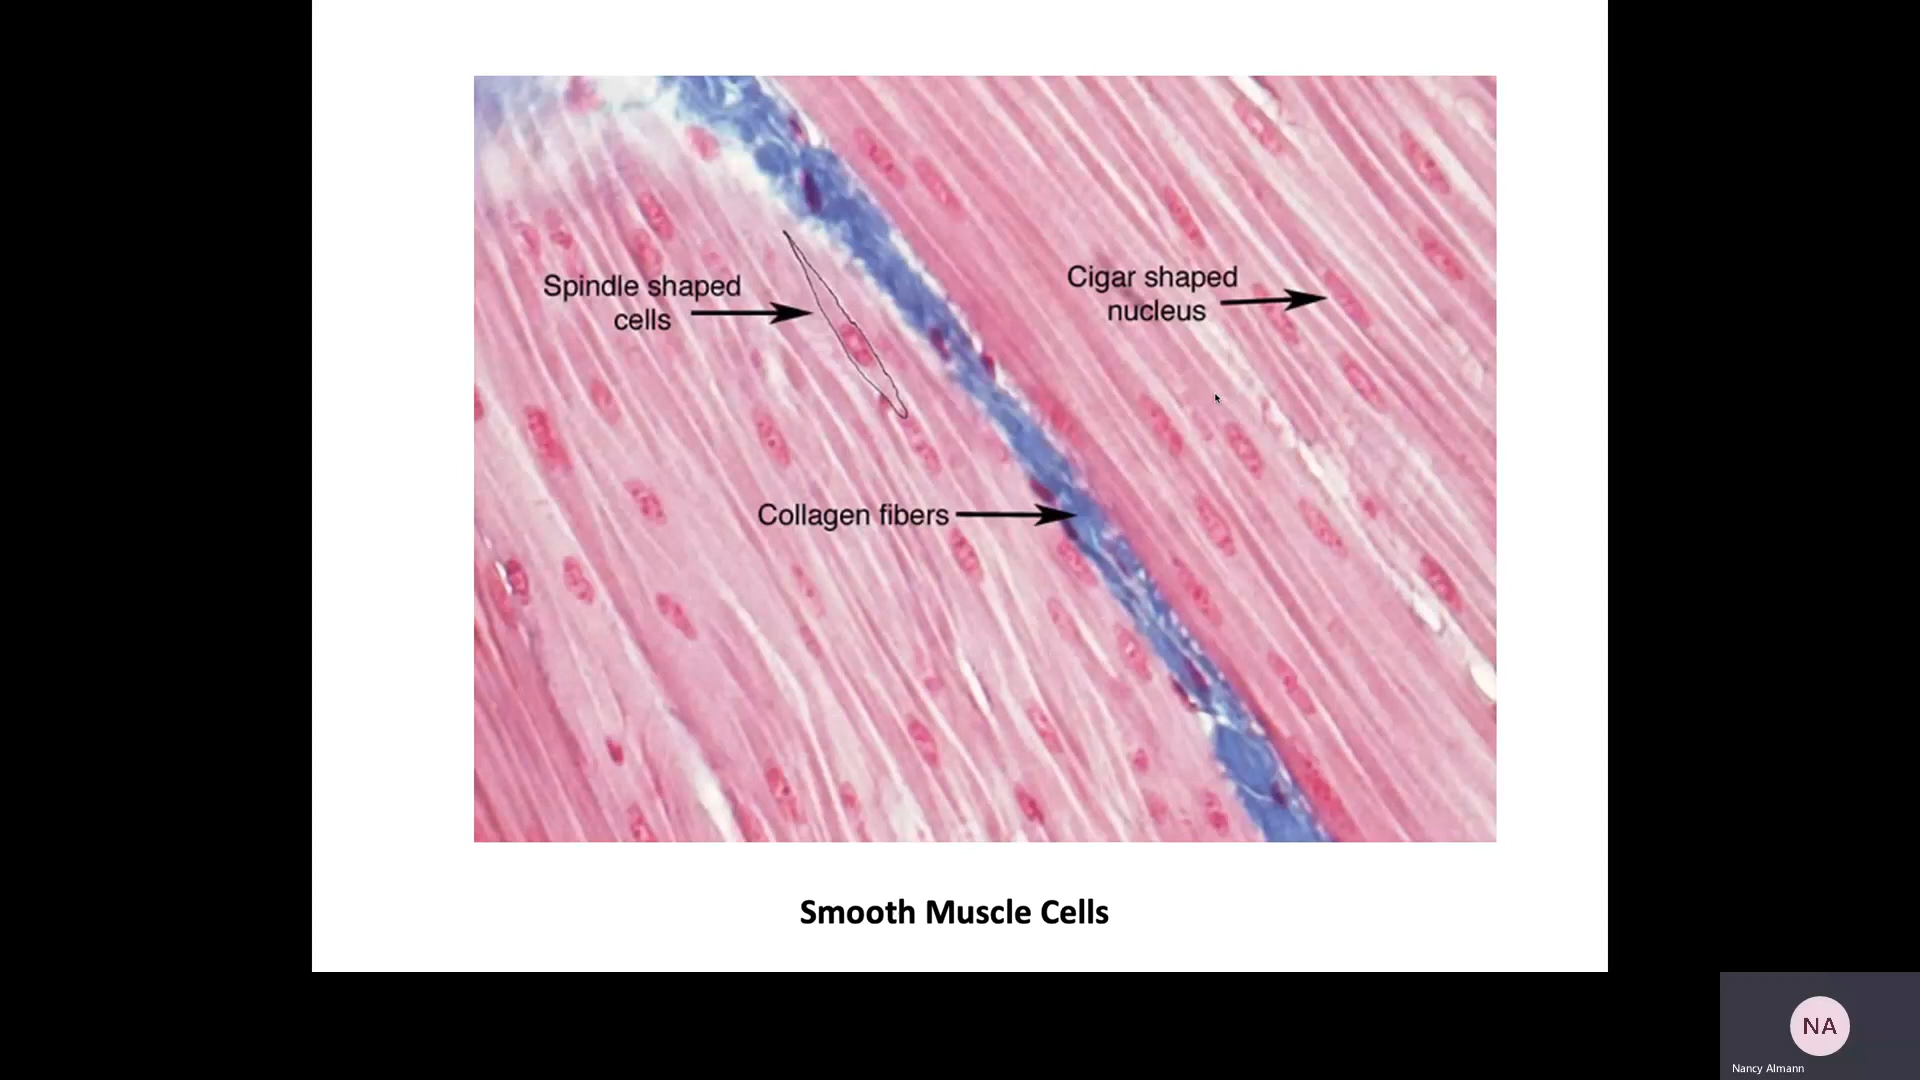 Spindle shaped
cells
Cigar shaped
nucleus
Collagen fibers
Smooth Muscle Cells
NA
Nancy Almann